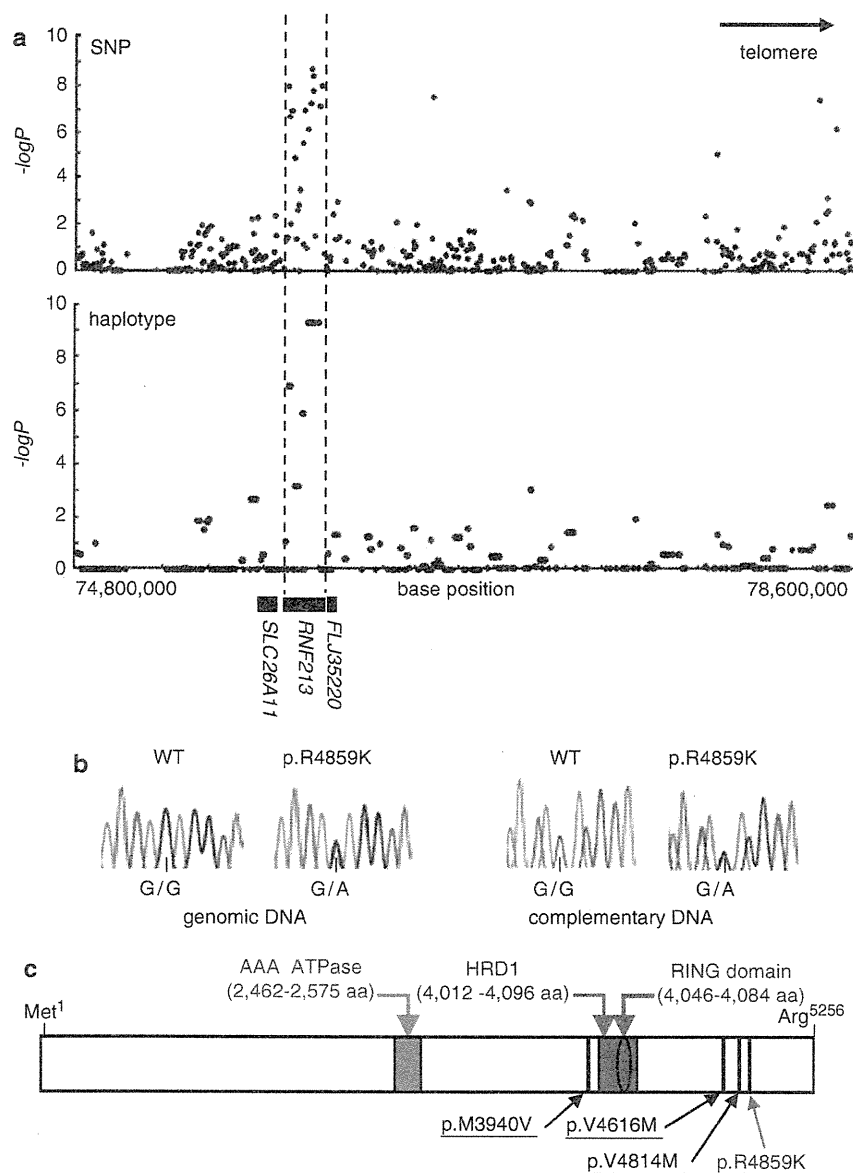 a
SNP
telomere
-logP
10
8
6
4
2
0
haplotype
-logP
10
8
6
4
2
0
74,800,000
base position
78,600,000
SLC26A11
RNF213
FLJ35220
b
WT
p.R4859K
WT
p.R4859K
G/G
G/A
G/G
G/A
genomic DNA
complementary DNA
c
AAA ATPase
(2,462-2,575 aa)
HRD1
(4,012 -4,096 aa)
RING domain
(4,046-4,084 aa)
Met1
Arg5256
p.M3940V
p.V4616M
p.V4814M
p.R4859K